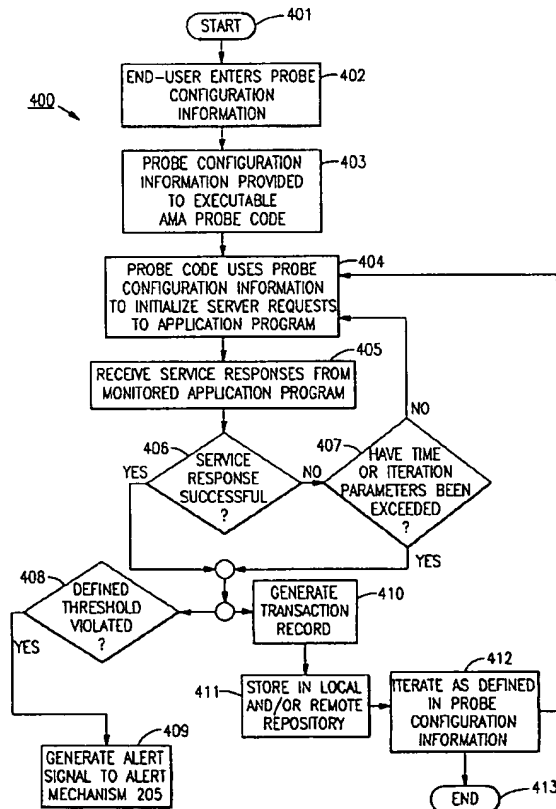 START
401
END-USER ENTERS PROBE
CONFIGURATION
INFORMATION
402
400
PROBE CONFIGURATION
INFORMATION PROVIDED
TO EXECUTABLE
AMA PROBE CODE
403
PROBE CODE USES PROBE
CONFIGURATION INFORMATION
TO INITIALIZE SERVER REQUESTS
TO APPLICATION PROGRAM
404
RECEIVE SERVICE RESPONSES FROM
MONITORED APPLICATION PROGRAM
405
406
SERVICE
RESPONSE
SUCCESSFUL
?
YES
NO
407
HAVE TIME
OR ITERATION
PARAMETERS BEEN
EXCEEDED
?
NO
YES
408
DEFINED
THRESHOLD
VIOLATED
?
YES
GENERATE
TRANSACTION
RECORD
410
411
STORE IN LOCAL
AND/OR REMOTE
REPOSITORY
412
ITERATE AS DEFINED
IN PROBE
CONFIGURATION
INFORMATION
409
GENERATE ALERT
SIGNAL TO ALERT
MECHANISM 205
END
413